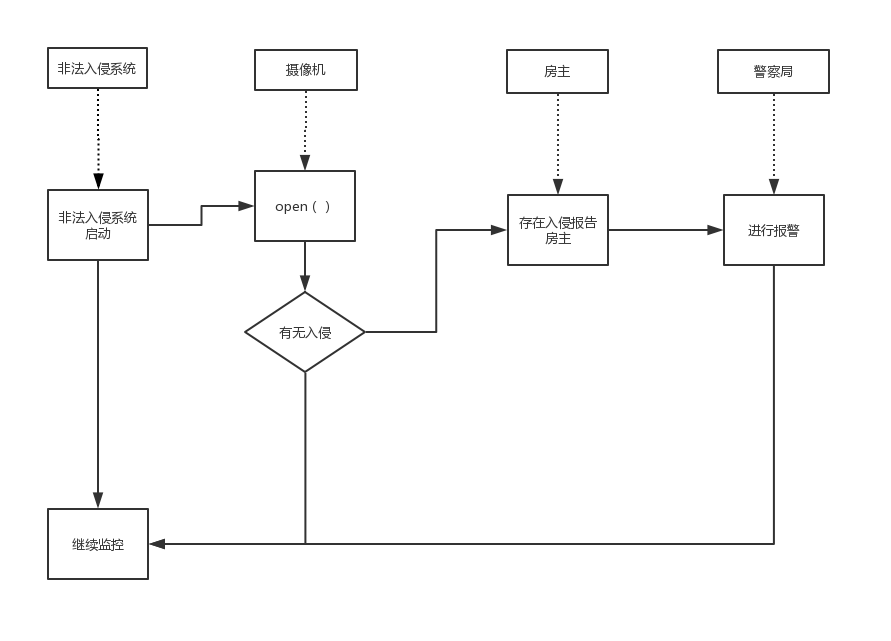 非法入侵系统
摄像机
房主
警察局
非法入侵系统
启动
open（ ）
存在入侵报告
房主
进行报警
有无入侵
继续监控